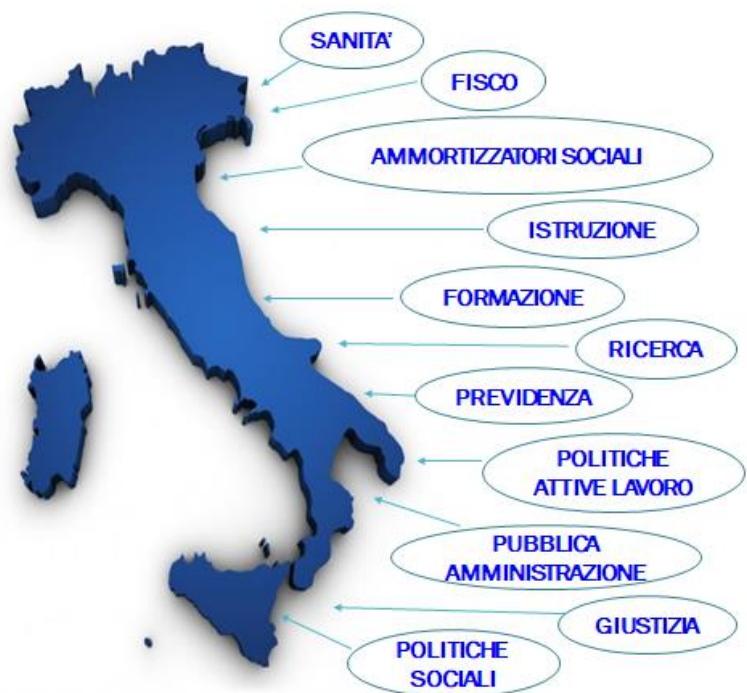 SANITA'
FISCO
AMMORTIZZATORI SOCIALI
ISTRUZIONE
FORMAZIONE
RICERCA
PREVIDENZA
POLITICHE
ATTIVE LAVORO
PUBBLICA
AMMINISTRAZIONE
GIUSTIZIA
POLITICHE
SOCIALI